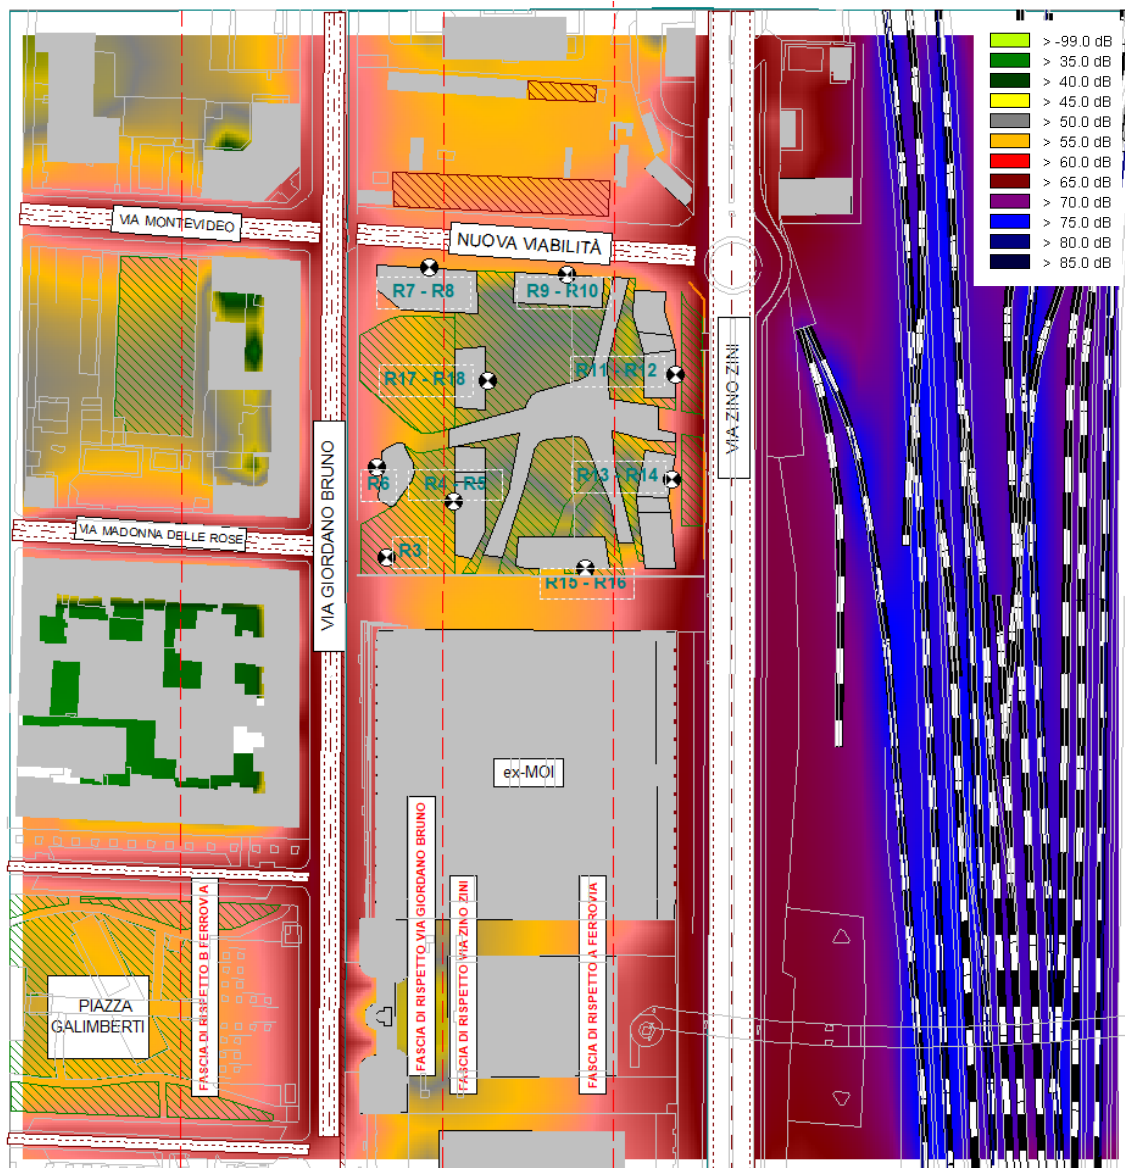 > -99.0 dB
> 35.0 dB
> 40.0 dB
> 45.0 dB
> 50.0 dB
> 55.0 dB
> 60.0 dB
> 65.0 dB
> 70.0 dB
> 75.0 dB
> 80.0 dB
> 85.0 dB
VIA MONTEVIDEO
NUOVA VIABILITÀ
R7 - R8
R9 - R10
R11 - R12
R17 - R18
VIA ZINO ZINI
VIA GIORDANO BRUNO
R6
R4 - R5
R13 - R14
VIA MADONNA DELLE ROSE
R3
R15 - R16
ex-MOI
FASCIA DI RISPETTO VIA GIORDANO BRUNO
FASCIA DI RISPETTO VIA ZINO ZINI
FASCIA DI RISPETTO A FERROVIA
FASCIA DI RISPETTO B FERROVIA
PIAZZA
GALIMBERTI